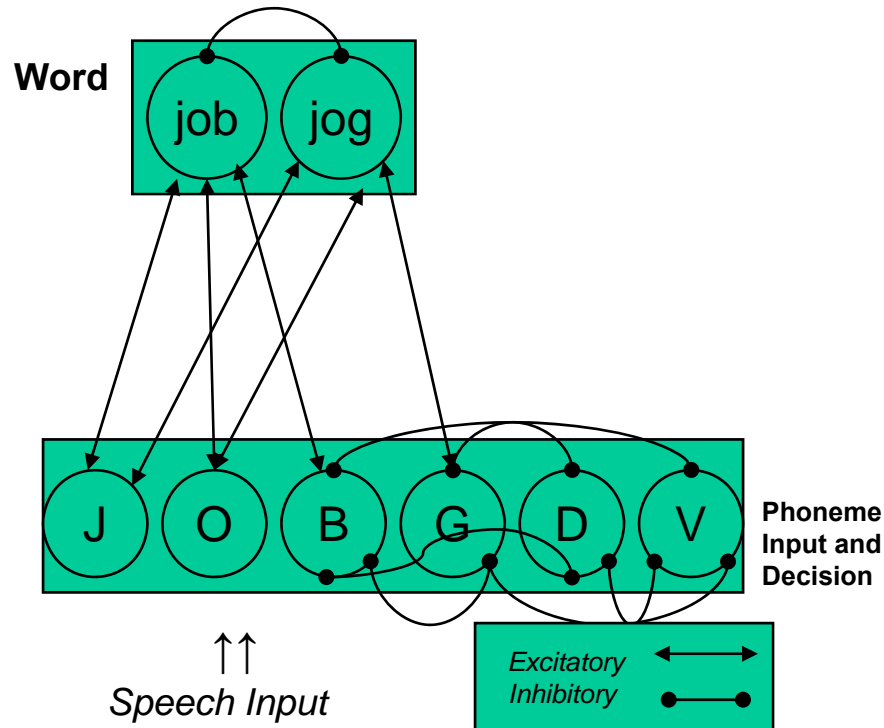 Word
job jog
J O B G D V
Phoneme
Input and
Decision
↑↑
Speech Input
Excitatory
Inhibitory